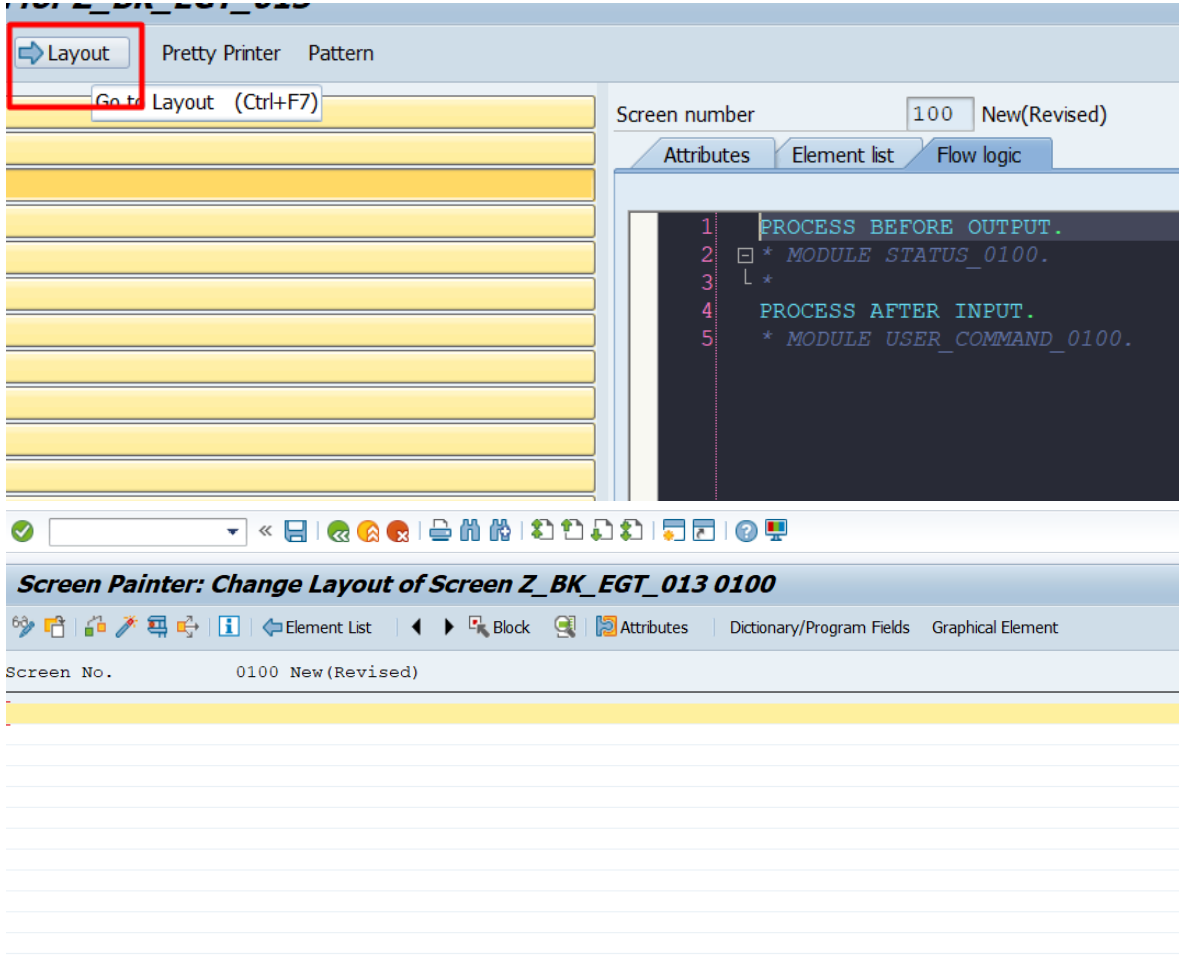 Z_BK_EGT_013
Layout Pretty Printer Pattern
Go to Layout (Ctrl+F7)
Screen number 100 New(Revised)
Attributes Element list Flow logic
1 PROCESS BEFORE OUTPUT.
2 * MODULE STATUS_0100.
3 *
4 PROCESS AFTER INPUT.
5 * MODULE USER_COMMAND_0100.
Screen Painter: Change Layout of Screen Z_BK_EGT_013 0100
Element List Block Attributes Dictionary/Program Fields Graphical Element
Screen No. 0100 New(Revised)